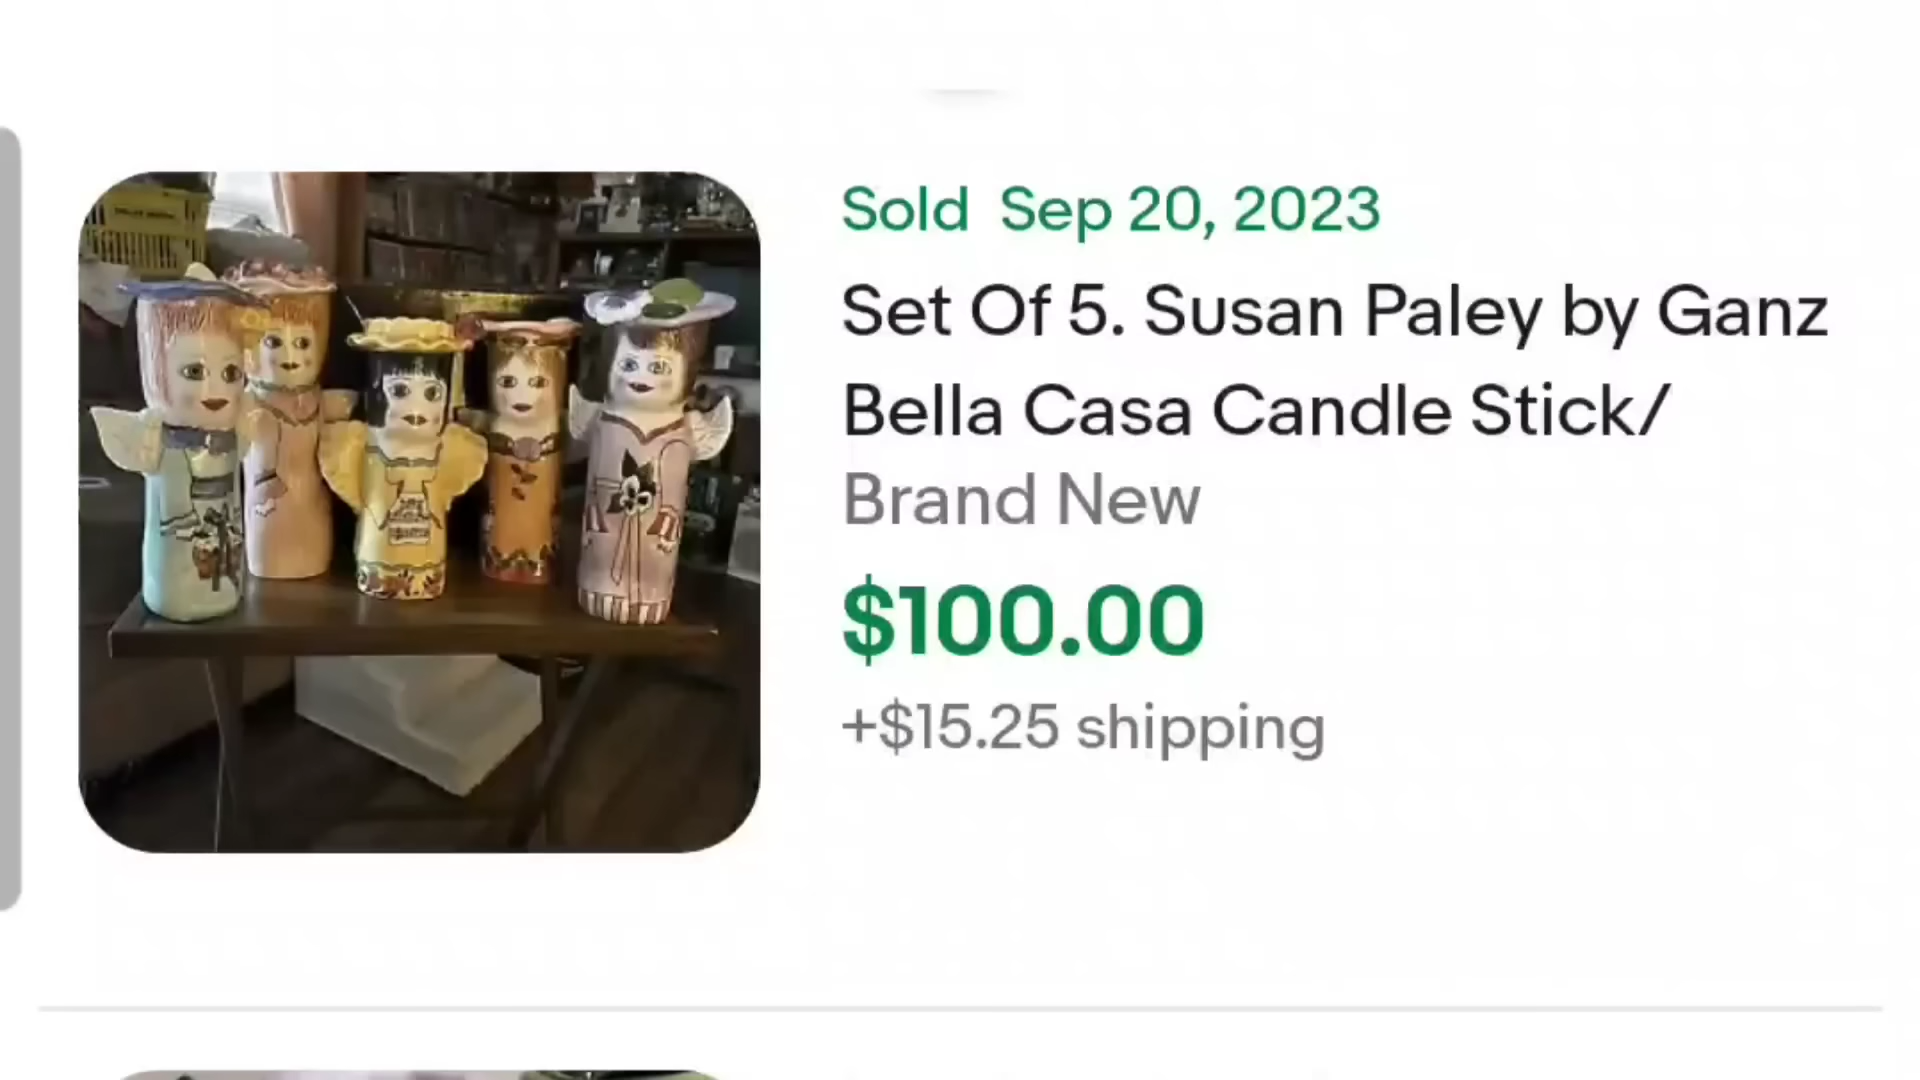 Sold Sep 20, 2023
Set Of 5. Susan Paley by Ganz
Bella Casa Candle Stick/
Brand New
$100.00
+$15.25 shipping